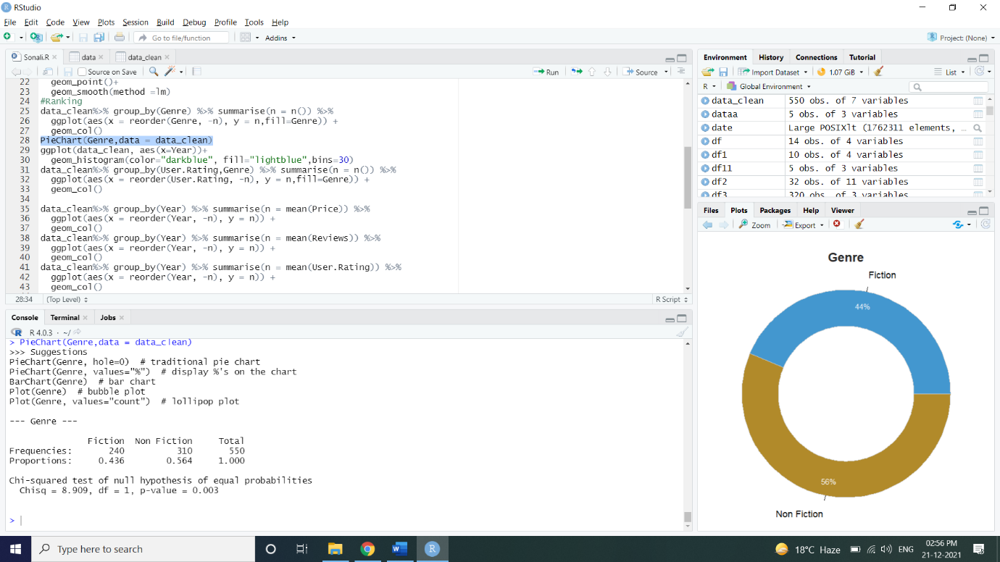 RStudio
File Edit Code View Plots Session Build Debug Profile Tools Help
Go to file/function Addins Project: (None)
Sonali.R data data_clean
Source on Save Run Source
22 geom_point()+
23 geom_smooth(method =lm)
24 #Ranking
25 data_clean%>% group_by(Genre) %>% summarise(n = n()) %>%
26 ggplot(aes(x = reorder(Genre, -n), y = n,fill=Genre)) +
27 geom_col()
28 PieChart(Genre,data = data_clean)
29 ggplot(data_clean, aes(x=Year))+
30 geom_histogram(color="darkblue", fill="lightblue",bins=30)
31 data_clean%>% group_by(User.Rating,Genre) %>% summarise(n = n()) %>%
32 ggplot(aes(x = reorder(User.Rating, -n), y = n,fill=Genre)) +
33 geom_col()
34
35 data_clean%>% group_by(Year) %>% summarise(n = mean(Price)) %>%
36 ggplot(aes(x = reorder(Year, -n), y = n)) +
37 geom_col()
38 data_clean%>% group_by(Year) %>% summarise(n = mean(Reviews)) %>%
39 ggplot(aes(x = reorder(Year, -n), y = n)) +
40 geom_col()
41 data_clean%>% group_by(Year) %>% summarise(n = mean(User.Rating)) %>%
42 ggplot(aes(x = reorder(Year, -n), y = n)) +
43 geom_col()
28:34 (Top Level) R Script
Console Terminal Jobs
R 4.0.3 · ~/
> PieChart(Genre,data = data_clean)
>>> Suggestions
PieChart(Genre, hole=0) # traditional pie chart
PieChart(Genre, values="%") # display %'s on the chart
BarChart(Genre) # bar chart
Plot(Genre) # bubble plot
Plot(Genre, values="count") # lollipop plot
--- Genre ---
Fiction Non Fiction Total
Frequencies: 240 310 550
Proportions: 0.436 0.564 1.000
Chi-squared test of null hypothesis of equal probabilities
Chisq = 8.909, df = 1, p-value = 0.003
>
Environment History Connections Tutorial
Import Dataset 1.07 GiB List
R Global Environment
data_clean 550 obs. of 7 variables
dataa 5 obs. of 3 variables
date Large POSIXlt (1762311 elements, …
df 14 obs. of 4 variables
df1 10 obs. of 4 variables
df11 5 obs. of 3 variables
df2 32 obs. of 11 variables
df3 320 obs. of 3 variables
Files Plots Packages Help Viewer
Zoom Export
Genre
Fiction
44%
56%
Non Fiction
Type here to search
18°C Haze ENG 02:56 PM
21-12-2021